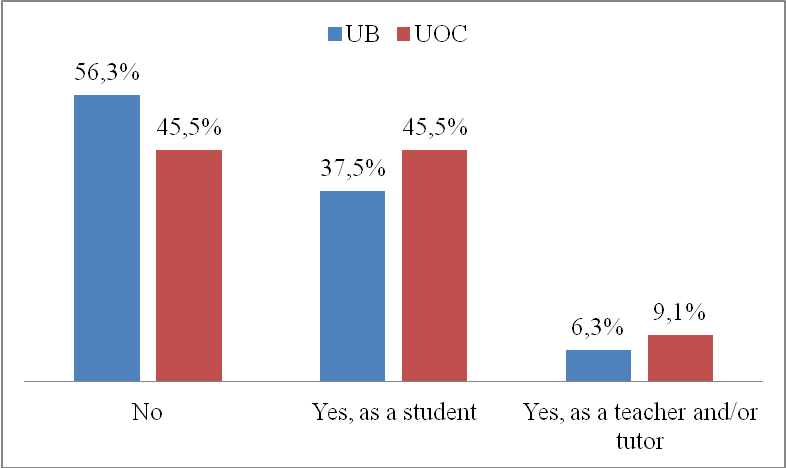 UB UOC
56,3%
45,5%
37,5%
45,5%
6,3%
9,1%
No
Yes, as a student
Yes, as a teacher and/or
tutor